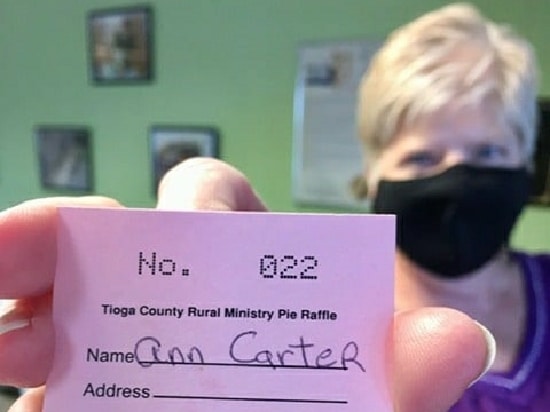 No. 022
Tioga County Rural Ministry Pie Raffle
Name Ann Carter
Address